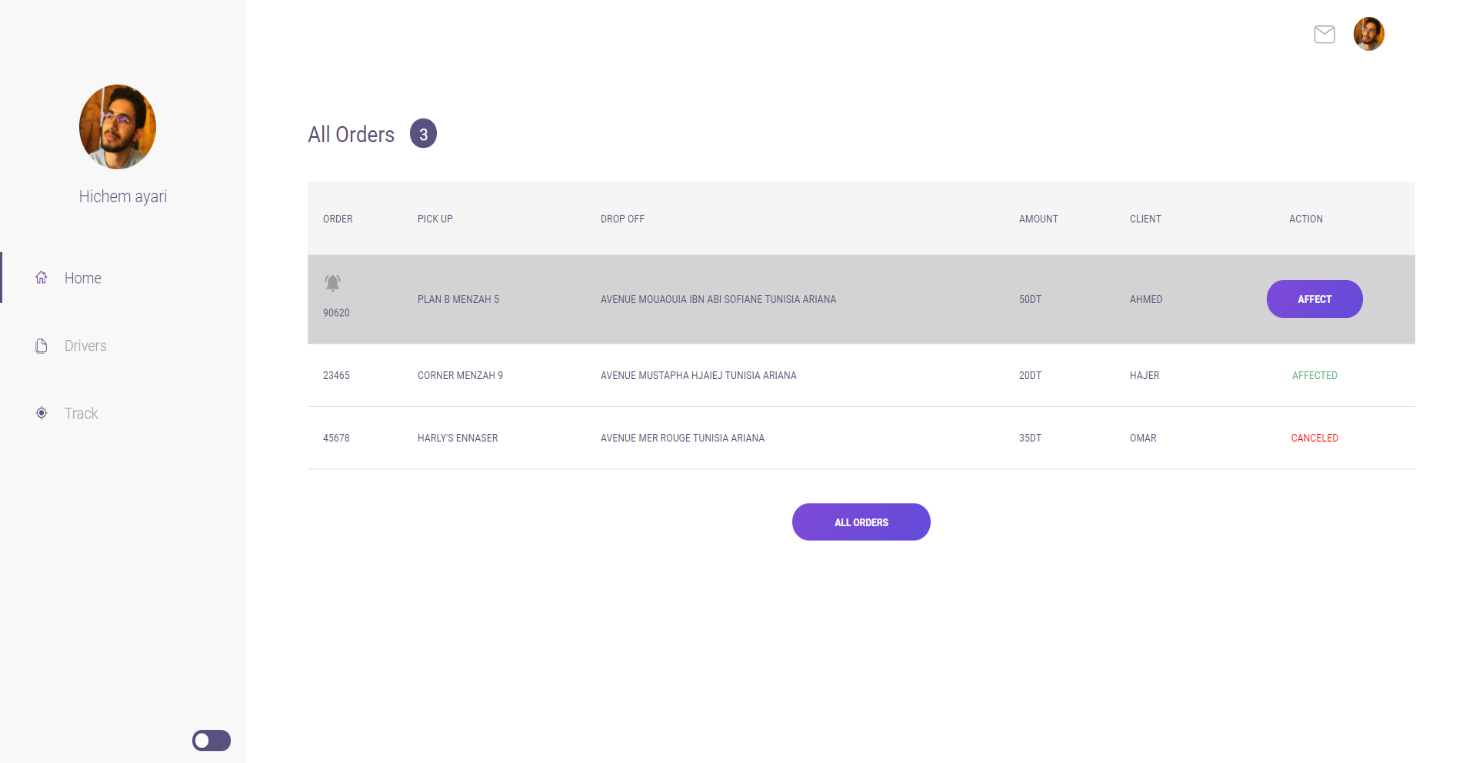 Hichem ayari
Home
Drivers
Track
All Orders 3
ORDER PICK UP DROP OFF AMOUNT CLIENT ACTION
90620 PLAN B MENZAH 5 AVENUE MOUAOUIA IBN ABI SOFIANE TUNISIA ARIANA 50DT AHMED AFFECT
23465 CORNER MENZAH 9 AVENUE MUSTAPHA HJAIEJ TUNISIA ARIANA 20DT HAJER AFFECTED
45678 HARLY'S ENNASER AVENUE MER ROUGE TUNISIA ARIANA 35DT OMAR CANCELED
ALL ORDERS